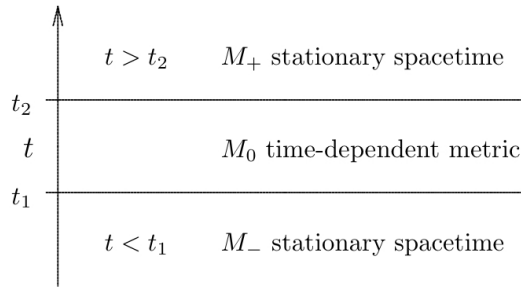 t > t₂ M₊ stationary spacetime
t₂
t M₀ time-dependent metric
t₁
t < t₁ M₋ stationary spacetime